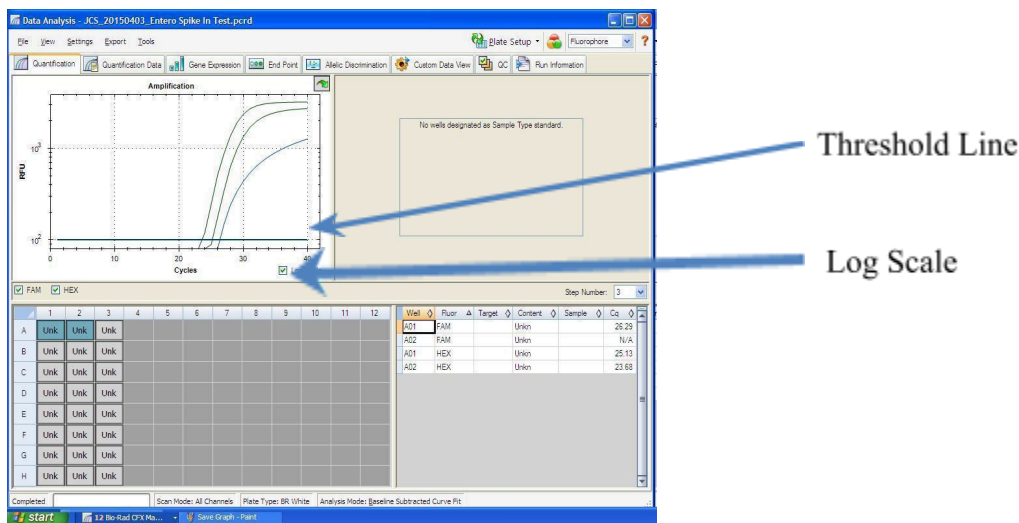 Data Analysis - JCS_20150403_Entero Spike In Test.pcrd
File View Settings Export Tools Plate Setup Fluorophore ?
Quantification Quantification Data Gene Expression End Point Allelic Discrimination Custom Data View QC Run Information
Amplification
No wells designated as Sample Type standard.
Threshold Line
10³
RFU
10²
0 10 20 30 40
Cycles
Log Scale
FAM HEX Step Number: 3
1 2 3 4 5 6 7 8 9 10 11 12 Well Fluor Target Content Sample Cq
A Unk Unk Unk A01 FAM Unkn 26.29
A02 FAM Unkn N/A
B Unk Unk Unk A01 HEX Unkn 25.13
C Unk Unk Unk A02 HEX Unkn 23.68
D Unk Unk Unk
E Unk Unk Unk
F Unk Unk Unk
G Unk Unk Unk
H Unk Unk Unk
Completed Scan Mode: All Channels Plate Type: BR White Analysis Mode: Baseline Subtracted Curve Fit
start 12 Bio-Rad CFX Ma... Save Graph - Paint